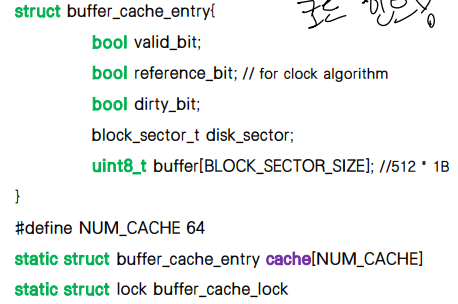 struct buffer_cache_entry{
bool valid_bit;
bool reference_bit; // for clock algorithm
bool dirty_bit;
block_sector_t disk_sector;
uint8_t buffer[BLOCK_SECTOR_SIZE]; //512 * 1B
}
#define NUM_CACHE 64
static struct buffer_cache_entry cache[NUM_CACHE]
static struct lock buffer_cache_lock